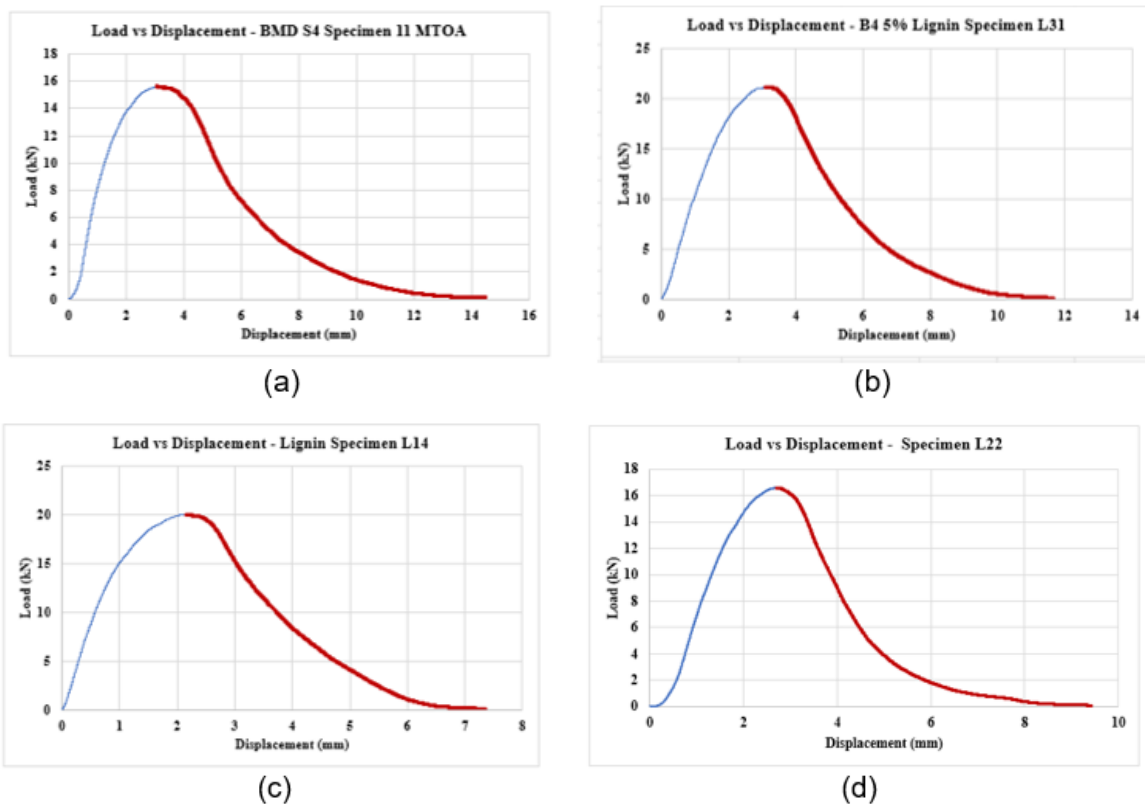 Load vs Displacement - BMD S4 Specimen 11 MTOA
18
16
14
12
10
8
6
4
2
0
Load (kN)
0 2 4 6 8 10 12 14 16
Displacement (mm)
(a)
Load vs Displacement - B4 5% Lignin Specimen L31
25
20
15
10
5
0
Load (kN)
0 2 4 6 8 10 12 14
Displacement (mm)
(b)
Load vs Displacement - Lignin Specimen L14
25
20
15
10
5
0
Load (kN)
0 1 2 3 4 5 6 7 8
Displacement (mm)
(c)
Load vs Displacement - Specimen L22
18
16
14
12
10
8
6
4
2
0
Load (kN)
0 2 4 6 8 10
Displacement (mm)
(d)